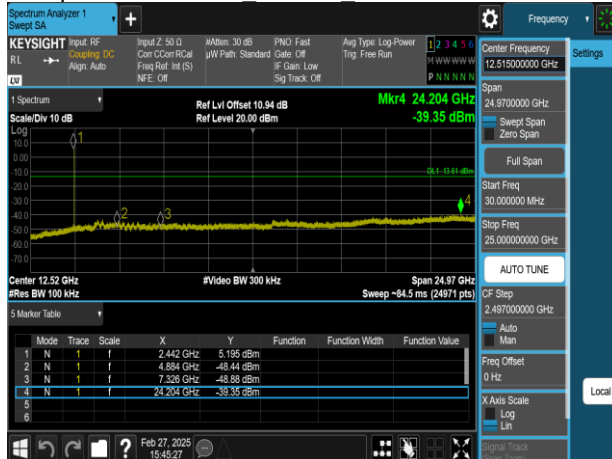 Spectrum Analyzer 1
Swept SA
+
Frequency
KEYSIGHT
RL
Input: RF
Coupling: DC
Align: Auto
Input Z: 50 Ω
Corr CCorr RCal
Freq Ref: Int (S)
NFE: Off
#Atten: 30 dB
µW Path: Standard
PNO: Fast
Gate: Off
IF Gain: Low
Sig Track: Off
Avg Type: Log-Power
Trig: Free Run
1 2 3 4 5 6
M W W W W W
P N N N N N
LXI
1 Spectrum
Scale/Div 10 dB
Ref Lvl Offset 10.94 dB
Ref Level 20.00 dBm
Mkr4 24.204 GHz
-39.35 dBm
Log
10.0
0.00
-10.0
-20.0
-30.0
-40.0
-50.0
-60.0
-70.0
1
2
3
4
DL1 -13.61 dBm
Center 12.52 GHz
#Res BW 100 kHz
#Video BW 300 kHz
Span 24.97 GHz
Sweep ~84.5 ms (24971 pts)
5 Marker Table
Mode Trace Scale X Y Function Function Width Function Value
1 N 1 f 2.442 GHz 5.195 dBm
2 N 1 f 4.884 GHz -48.44 dBm
3 N 1 f 7.326 GHz -48.88 dBm
4 N 1 f 24.204 GHz -39.35 dBm
5
6
?
Feb 27, 2025
15:45:27
Center Frequency
12.515000000 GHz
Settings
Span
24.9700000 GHz
Swept Span
Zero Span
Full Span
Start Freq
30.000000 MHz
Stop Freq
25.000000000 GHz
AUTO TUNE
CF Step
2.497000000 GHz
Auto
Man
Freq Offset
0 Hz
Local
X Axis Scale
Log
Lin
Signal Track